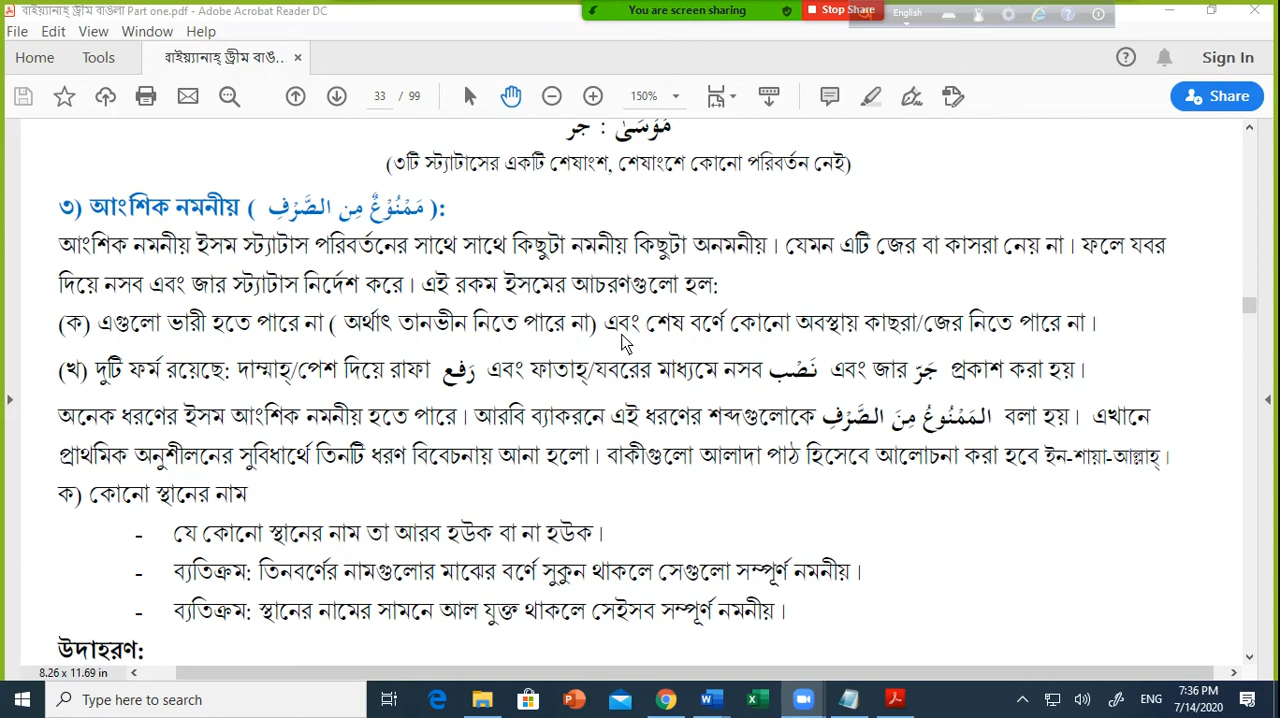 বাইয়্যানাহ্ ড্রীম বাঙলা Part one.pdf - Adobe Acrobat Reader DC
You are screen sharing
Stop Share
English
File Edit View Window Help
Home Tools বাইয়্যানাহ্ ড্রীম বাঙ.. × Sign In
33 / 99 150% Share
مُوْسَىٰ : جر
(৩টি স্ট্যাটাসের একটি শেষাংশ, শেষাংশে কোনো পরিবর্তন নেই)
৩) আংশিক নমনীয় ( مَمْنُوْعٌ مِن الصَّرْفِ ):
আংশিক নমনীয় ইসম স্ট্যাটাস পরিবর্তনের সাথে সাথে কিছুটা নমনীয় কিছুটা অনমনীয়। যেমন এটি জের বা কাসরা নেয় না। ফলে যবর
দিয়ে নসব এবং জার স্ট্যাটাস নির্দেশ করে। এই রকম ইসমের আচরণগুলো হল:
(ক) এগুলো ভারী হতে পারে না ( অর্থাৎ তানভীন নিতে পারে না) এবং শেষ বর্ণে কোনো অবস্থায় কাছরা/জের নিতে পারে না।
(খ) দুটি ফর্ম রয়েছে: দাম্মাহ্/পেশ দিয়ে রাফা رَفع এবং ফাতাহ্/যবরের মাধ্যমে নসব نَصْب এবং জার جَرّ প্রকাশ করা হয়।
অনেক ধরণের ইসম আংশিক নমনীয় হতে পারে। আরবি ব্যাকরনে এই ধরণের শব্দগুলোকে المَمْنُوعُ مِنَ الصَّرْفِ বলা হয়। এখানে
প্রাথমিক অনুশীলনের সুবিধার্থে তিনটি ধরণ বিবেচনায় আনা হলো। বাকীগুলো আলাদা পাঠ হিসেবে আলোচনা করা হবে ইন-শায়া-আল্লাহ্।
ক) কোনো স্থানের নাম
- যে কোনো স্থানের নাম তা আরব হউক বা না হউক।
- ব্যতিক্রম: তিনবর্ণের নামগুলোর মাঝের বর্ণে সুকুন থাকলে সেগুলো সম্পূর্ণ নমনীয়।
- ব্যতিক্রম: স্থানের নামের সামনে আল যুক্ত থাকলে সেইসব সম্পূর্ণ নমনীয়।
উদাহরণ:
8.26 x 11.69 in
Type here to search
ENG
7:36 PM
7/14/2020